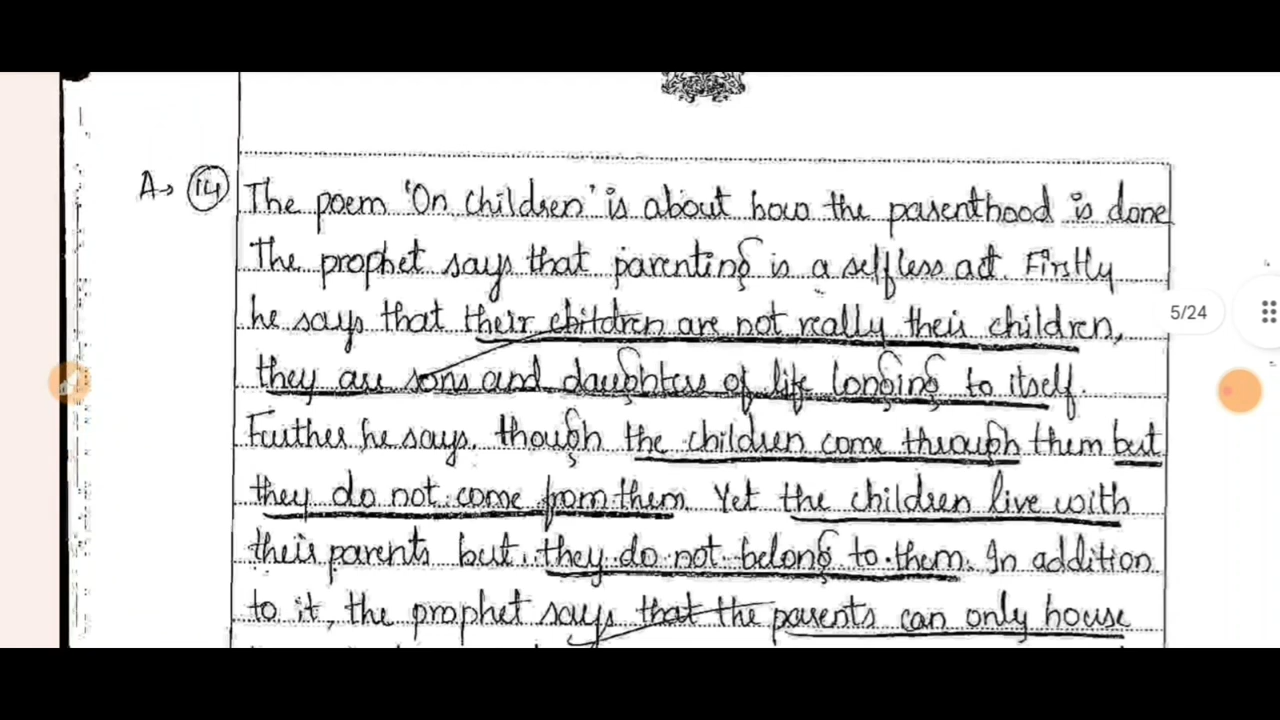 A→ 14 The poem 'On Children' is about how the parenthood is done
The prophet says that parenting is a selfless act. Firstly
he says that their children are not really their children,
they are sons and daughters of life longing to itself.
Further he says. though the children come through them but
they do not come from them. Yet the children live with
their parents but they do not belong to them. In addition
to it, the prophet says that the parents can only house
5/24